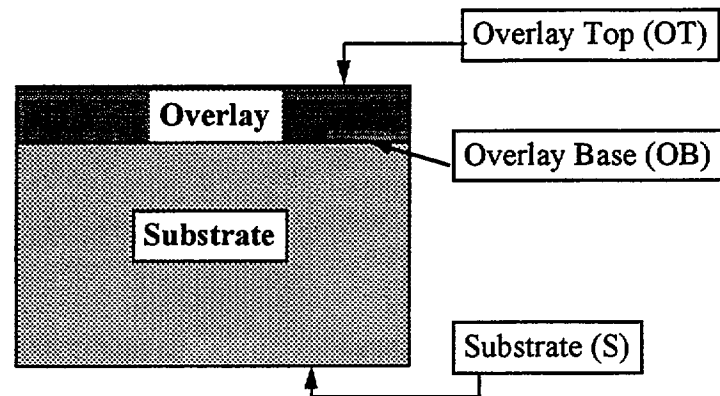 Overlay Top (OT)
Overlay
Overlay Base (OB)
Substrate
Substrate (S)